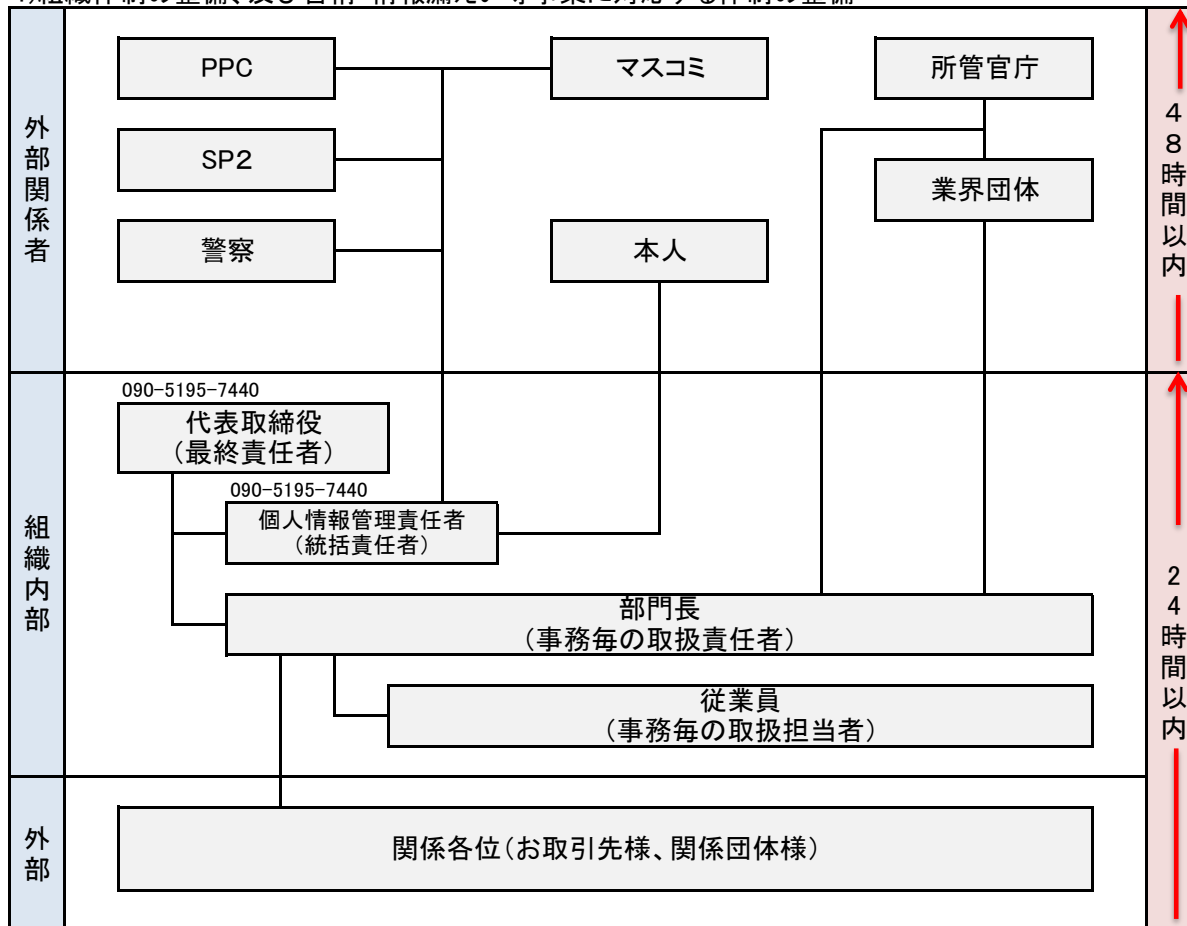 外部関係者
PPC
マスコミ
所管官庁
48時間以内
SP2
業界団体
警察
本人
組織内部
090-5195-7440
代表取締役
(最終責任者)
090-5195-7440
個人情報管理責任者
(統括責任者)
部門長
(事務毎の取扱責任者)
24時間以内
従業員
(事務毎の取扱担当者)
外部
関係各位(お取引先様、関係団体様)